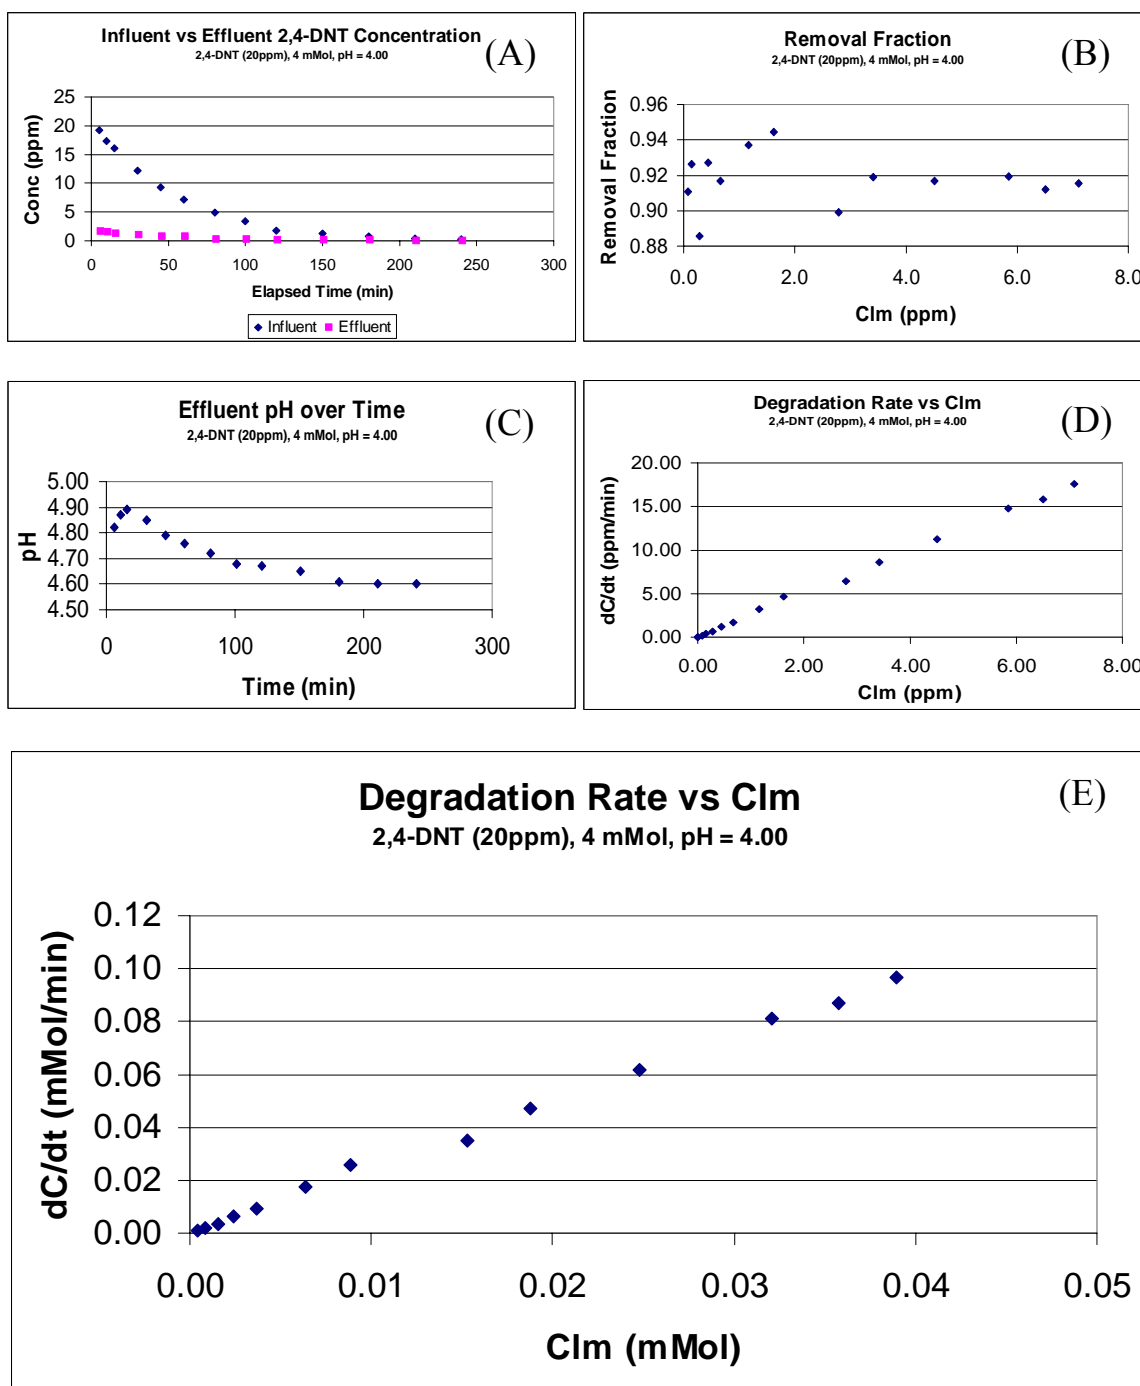 Influent vs Effluent 2,4-DNT Concentration
2,4-DNT (20ppm), 4 mMol, pH = 4.00
(A)
Conc (ppm)
25
20
15
10
5
0
0 50 100 150 200 250 300
Elapsed Time (min)
Influent Effluent
Removal Fraction
2,4-DNT (20ppm), 4 mMol, pH = 4.00
(B)
Removal Fraction
0.96
0.94
0.92
0.90
0.88
0.0 2.0 4.0 6.0 8.0
Clm (ppm)
Effluent pH over Time
2,4-DNT (20ppm), 4 mMol, pH = 4.00
(C)
pH
5.00
4.90
4.80
4.70
4.60
4.50
0 100 200 300
Time (min)
Degradation Rate vs Clm
2,4-DNT (20ppm), 4 mMol, pH = 4.00
(D)
dC/dt (ppm/min)
20.00
15.00
10.00
5.00
0.00
0.00 2.00 4.00 6.00 8.00
Clm (ppm)
Degradation Rate vs Clm
2,4-DNT (20ppm), 4 mMol, pH = 4.00
(E)
dC/dt (mMol/min)
0.12
0.10
0.08
0.06
0.04
0.02
0.00
0.00 0.01 0.02 0.03 0.04 0.05
Clm (mMol)